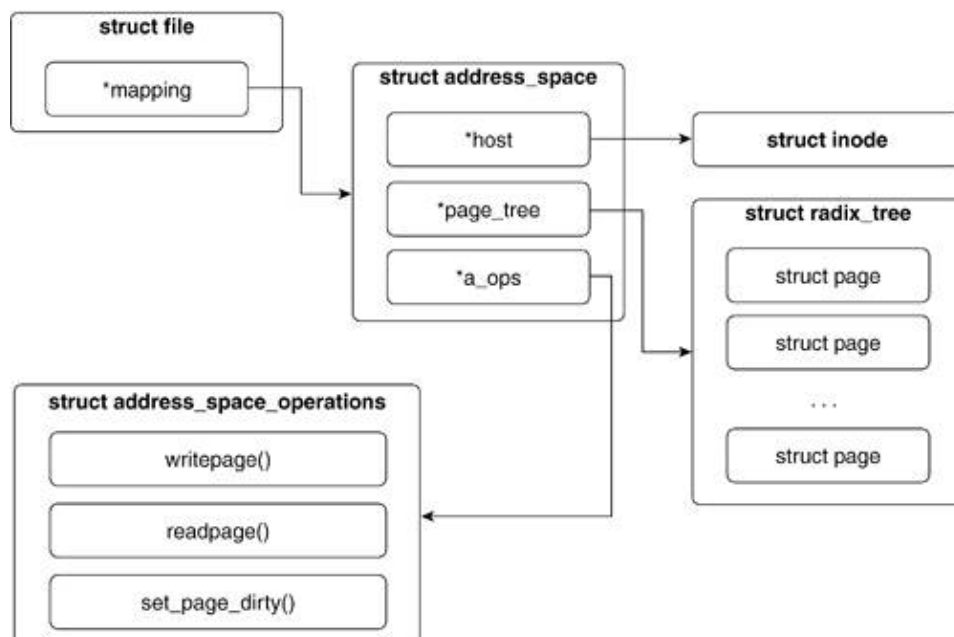 struct file
*mapping
struct address_space
*host
*page_tree
*a_ops
struct inode
struct radix_tree
struct page
struct page
. . .
struct page
struct address_space_operations
writepage()
readpage()
set_page_dirty()